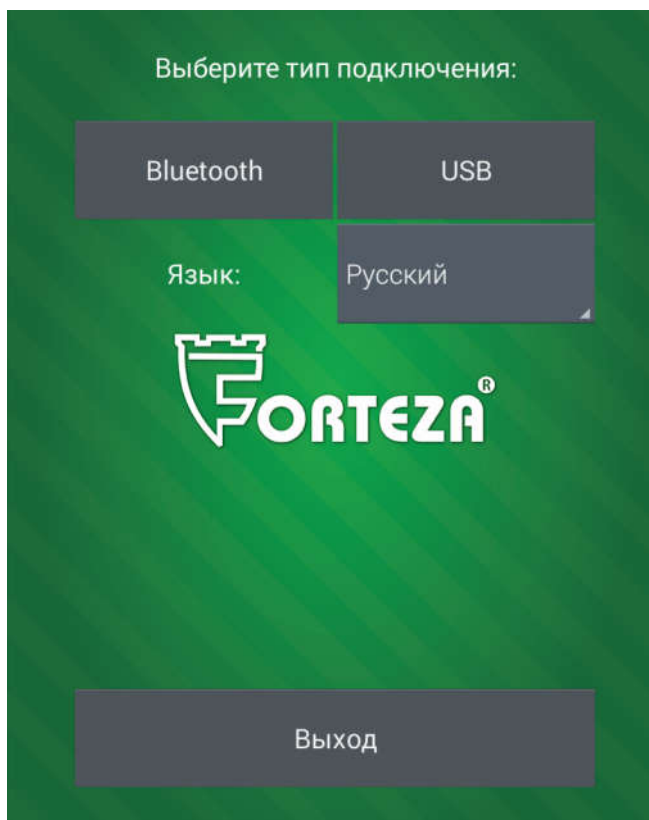 Выберите тип подключения:
Bluetooth USB
Язык: Русский
FORTEZA®
Выход